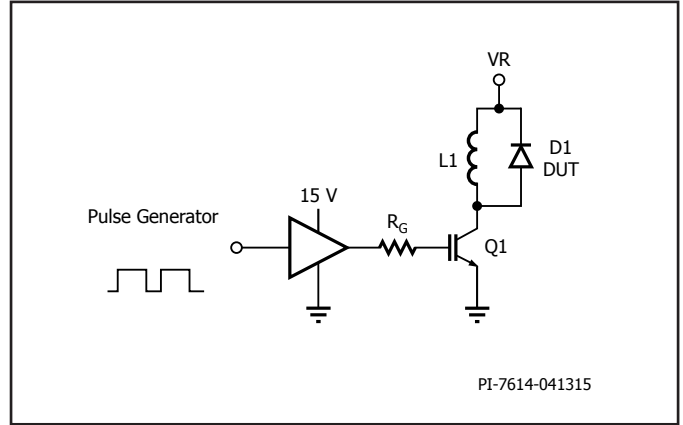 VR
L1
D1
DUT
15 V
Pulse Generator
RG
Q1
PI-7614-041315